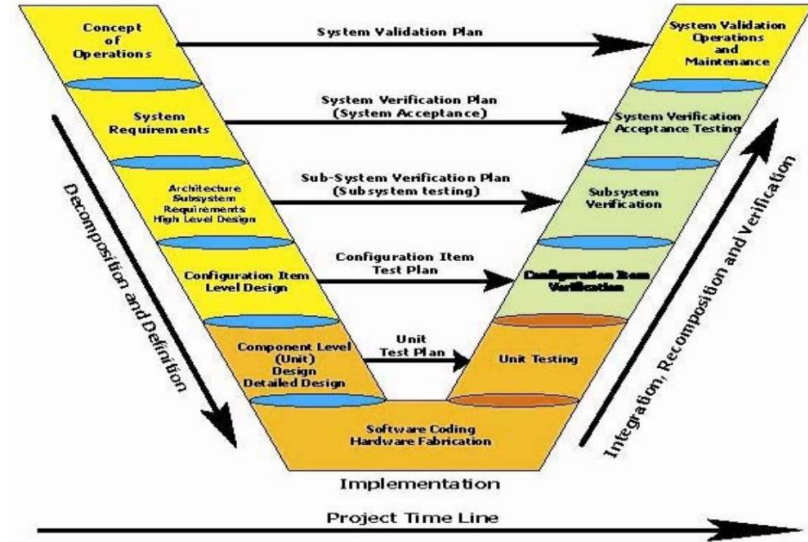 Concept
of
Operations
System Validation Plan
System Validation
Operations
and
Maintenance
System
Requirements
System Verification Plan
(System Acceptance)
System Verification
Acceptance Testing
Architecture
Subsystem
Requirements
High Level Design
Sub-System Verification Plan
(Subsystem testing)
Subsystem
Verification
Configuration Item
Level Design
Configuration Item
Test Plan
Configuration Item
Verification
Component Level
(Unit)
Design
Detailed Design
Unit
Test Plan
Unit Testing
Software Coding
Hardware Fabrication
Decomposition and Definition
Integration, Recomposition and Verification
Implementation
Project Time Line